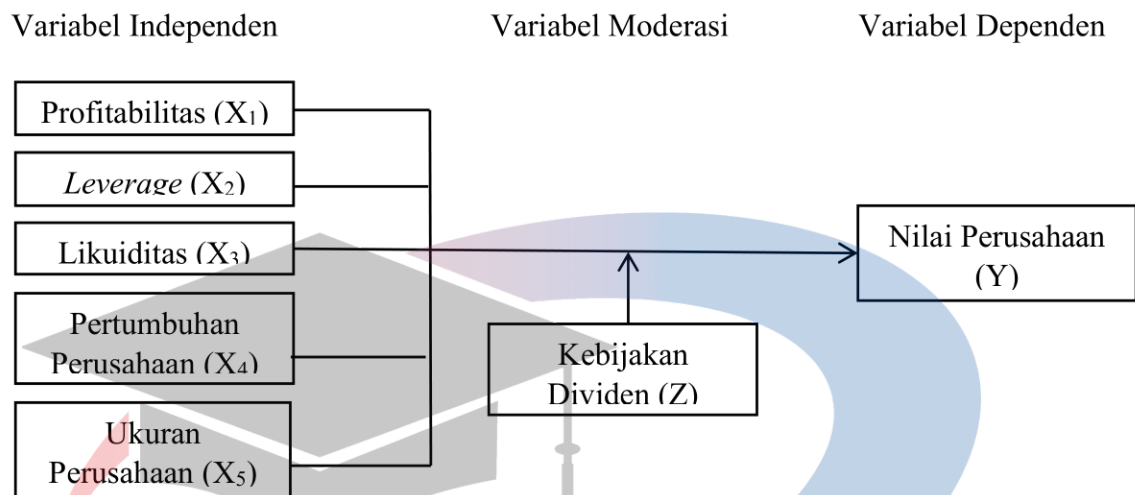 Variabel Independen
Variabel Moderasi
Variabel Dependen
Profitabilitas (X₁)
Leverage (X₂)
Likuiditas (X₃)
Pertumbuhan
Perusahaan (X₄)
Ukuran
Perusahaan (X₅)
Kebijakan
Dividen (Z)
Nilai Perusahaan
(Y)